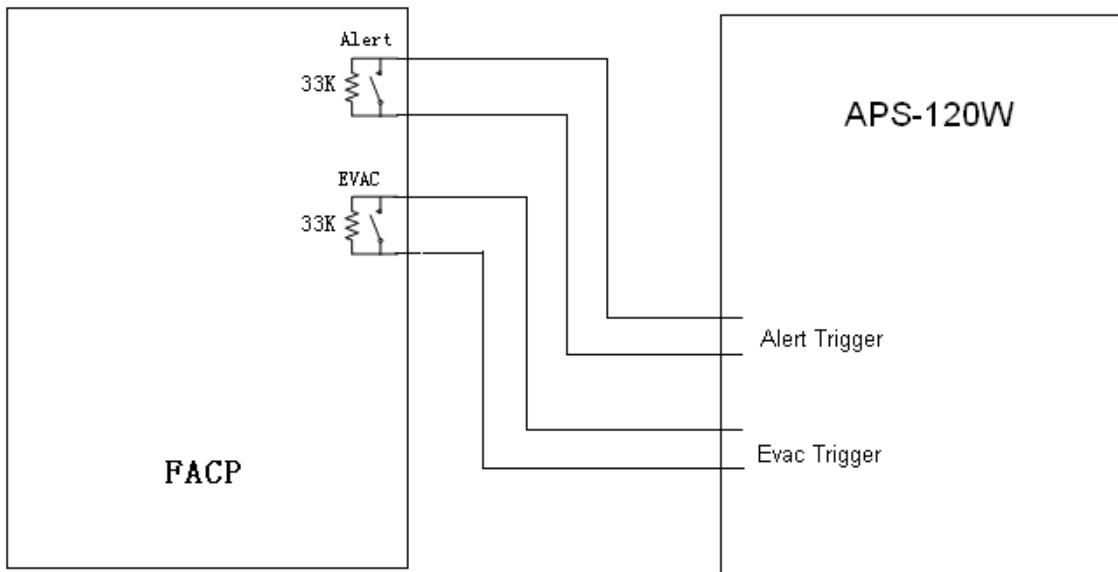 Alert
33K
APS-120W
EVAC
33K
Alert Trigger
Evac Trigger
FACP